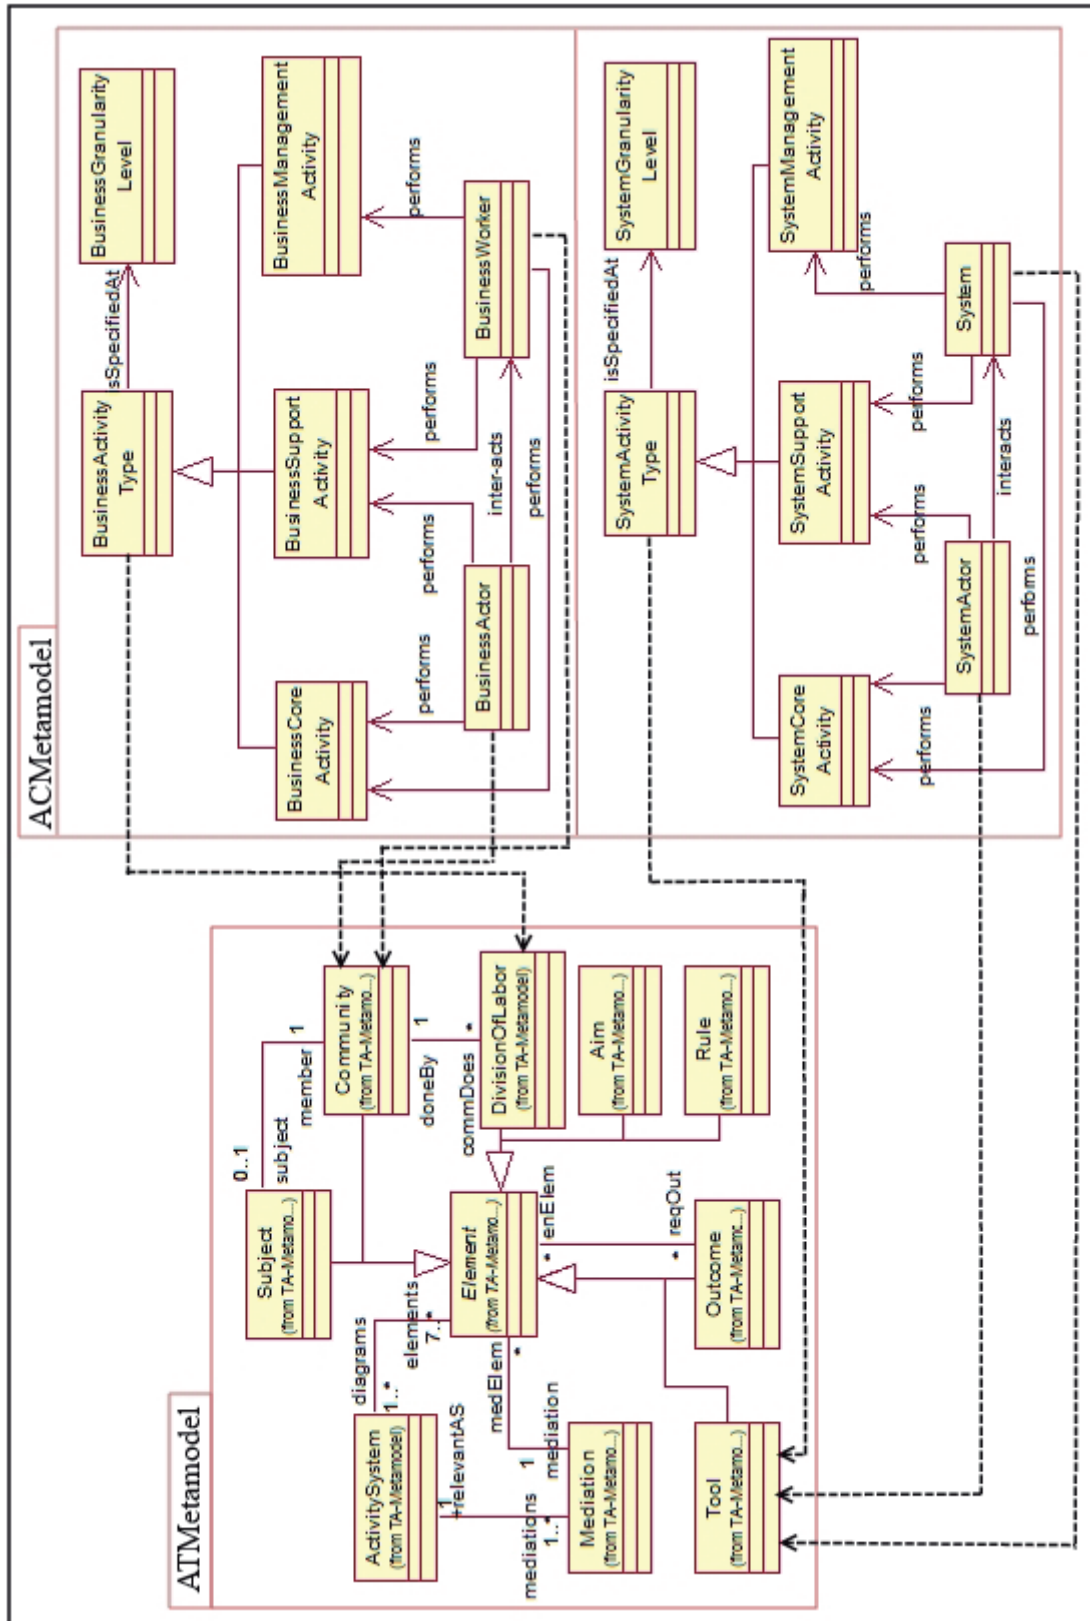 ACMetamodel
BusinessActivity
Type
isSpecifiedAt
BusinessGranularity
Level
BusinessCore
Activity
BusinessSupport
Activity
BusinessManagement
Activity
performs
performs
performs
performs
BusinessActor
inter-acts
BusinessWorker
performs
SystemActivity
Type
isSpecifiedAt
SystemGranularity
Level
SystemCore
Activity
SystemSupport
Activity
SystemManagement
Activity
performs
performs
performs
performs
SystemActor
interacts
System
performs
ATMetamodel
ActivitySystem
(from TA-Metamodel)
diagrams
1..*
elements
7..*
1
+relevantAS
mediations
1..*
Mediation
(from TA-Metamo...)
medElem
*
1
mediation
Subject
(from TA-Metamo...)
0..1
subject
1
member
Community
(from TA-Metamo...)
1
doneBy
*
commDoes
Element
(from TA-Metamo...)
DivisionOfLabor
(from TA-Metamodel)
Aim
(from TA-Metamo...)
Rule
(from TA-Metamo...)
*
enElem
*
reqOut
Tool
(from TA-Metamo...)
Outcome
(from TA-Metamc...)